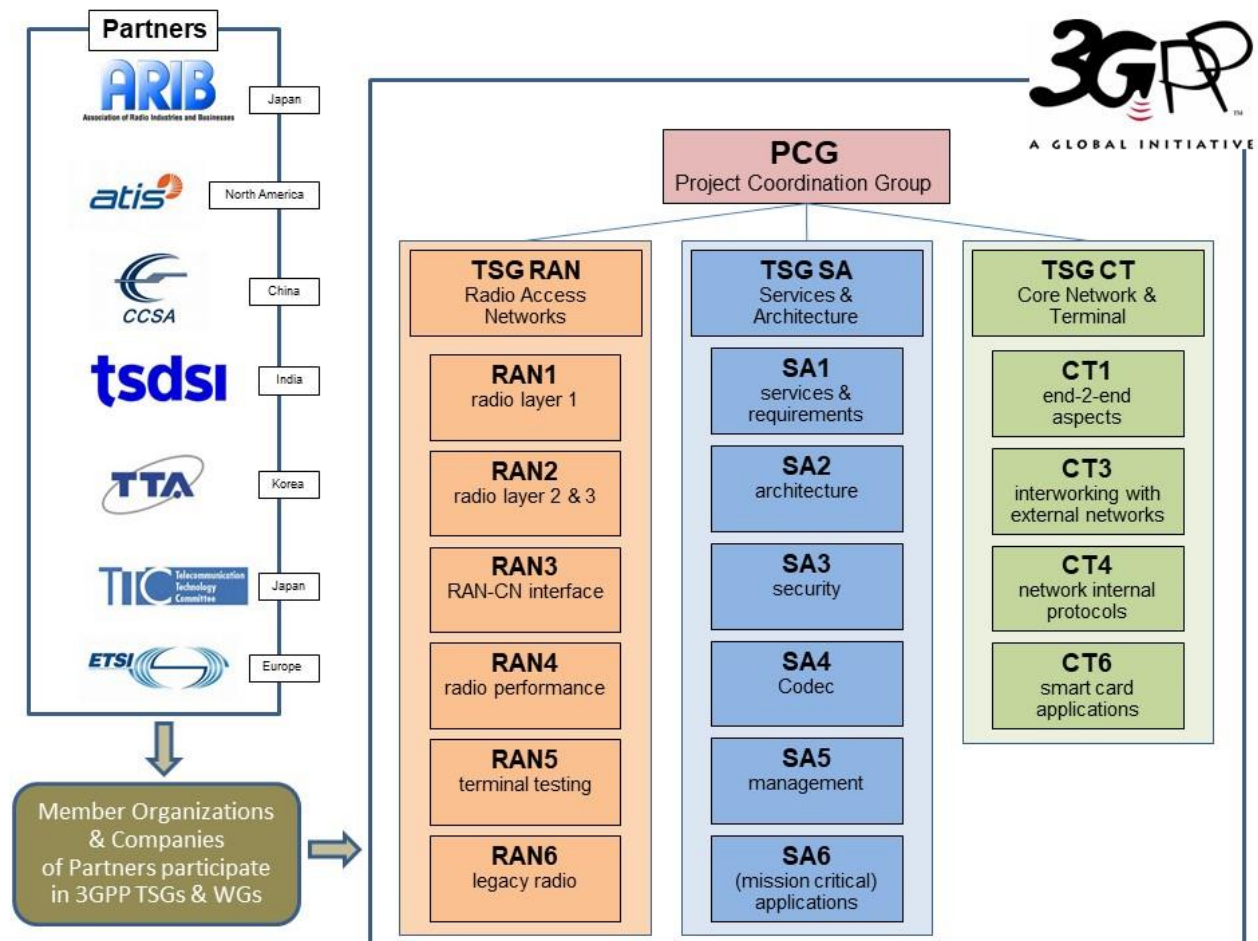 Partners
ARIB
Association of Radio Industries and Businesses
Japan
atis
North America
CCSA
China
tsdsi
India
TTA
Korea
TTC Telecommunication
Technology
Committee
Japan
ETSI
Europe
Member Organizations
& Companies
of Partners participate
in 3GPP TSGs & WGs
3GPP
TM
A GLOBAL INITIATIVE
PCG
Project Coordination Group
TSG RAN
Radio Access
Networks
RAN1
radio layer 1
RAN2
radio layer 2 & 3
RAN3
RAN-CN interface
RAN4
radio performance
RAN5
terminal testing
RAN6
legacy radio
TSG SA
Services &
Architecture
SA1
services &
requirements
SA2
architecture
SA3
security
SA4
Codec
SA5
management
SA6
(mission critical)
applications
TSG CT
Core Network &
Terminal
CT1
end-2-end
aspects
CT3
interworking with
external networks
CT4
network internal
protocols
CT6
smart card
applications